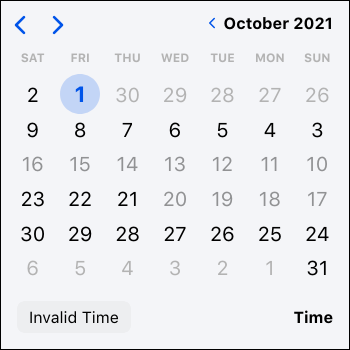 October 2021
SAT FRI THU WED TUE MON SUN
2 1 30 29 28 27 26
9 8 7 6 5 4 3
16 15 14 13 12 11 10
23 22 21 20 19 18 17
30 29 28 27 26 25 24
6 5 4 3 2 1 31
Invalid Time Time